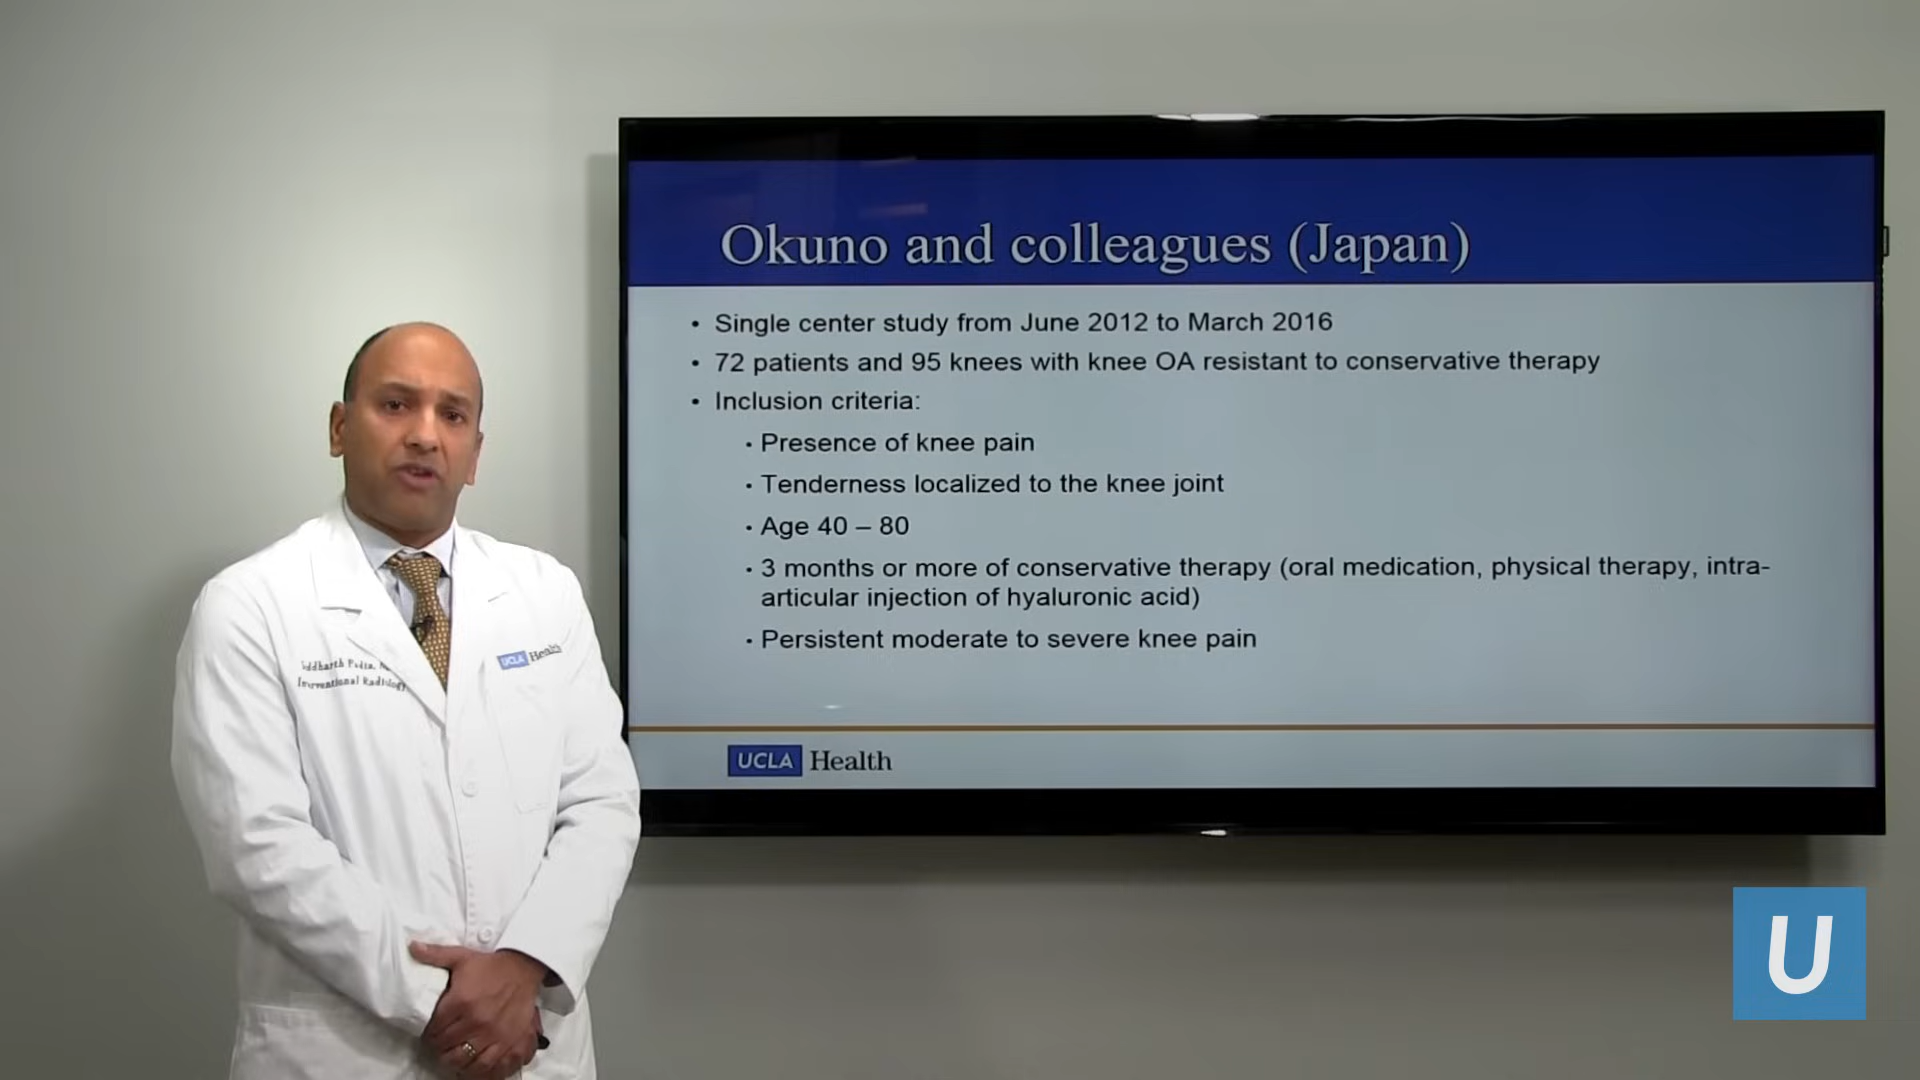 Okuno and colleagues (Japan)
• Single center study from June 2012 to March 2016
• 72 patients and 95 knees with knee OA resistant to conservative therapy
• Inclusion criteria:
• Presence of knee pain
• Tenderness localized to the knee joint
• Age 40 – 80
• 3 months or more of conservative therapy (oral medication, physical therapy, intra-
articular injection of hyaluronic acid)
• Persistent moderate to severe knee pain
UCLA Health
Interventional Radiology
UCLA Health
U